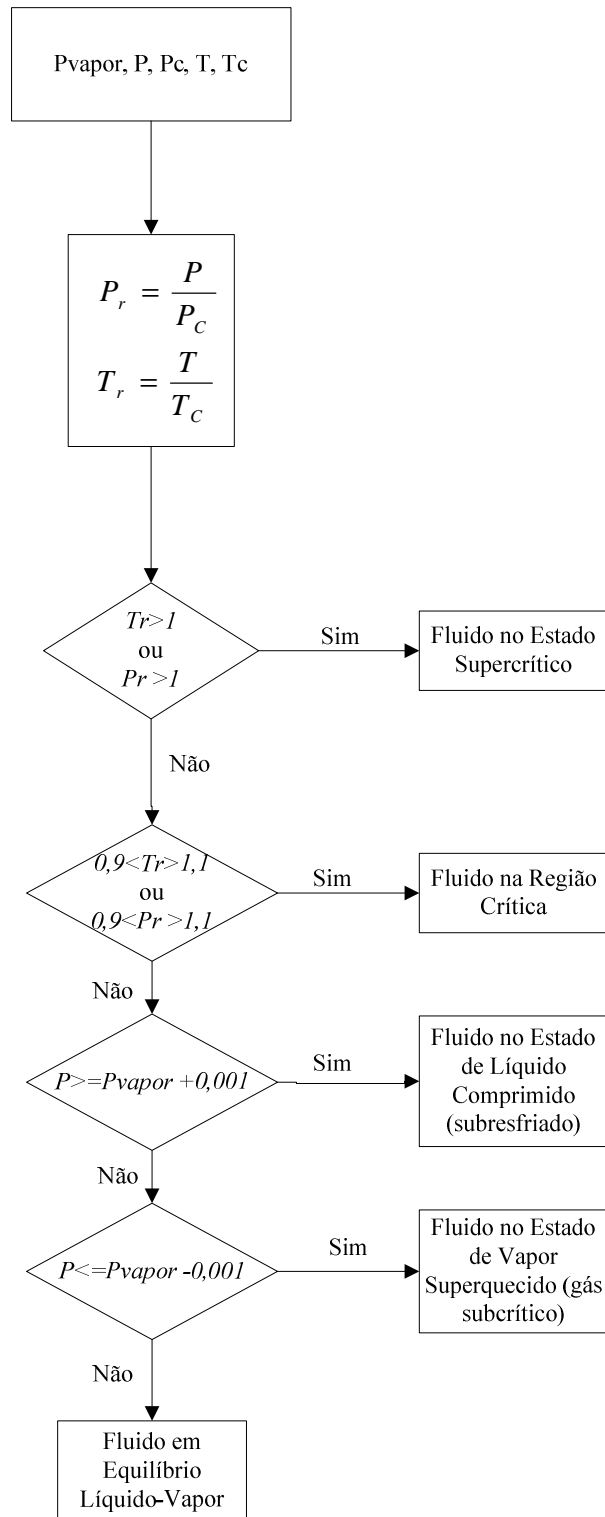 Pvapor, P, Pc, T, Tc
P_r = P / P_C
T_r = T / T_C
Tr>1
ou
Pr >1
Sim
Fluido no Estado
Supercrítico
Não
0,9<Tr>1,1
ou
0,9<Pr >1,1
Sim
Fluido na Região
Crítica
Não
P>=Pvapor +0,001
Sim
Fluido no Estado
de Líquido
Comprimido
(subresfriado)
Não
P<=Pvapor -0,001
Sim
Fluido no Estado
de Vapor
Superquecido (gás
subcrítico)
Não
Fluido em
Equilíbrio
Líquido-Vapor